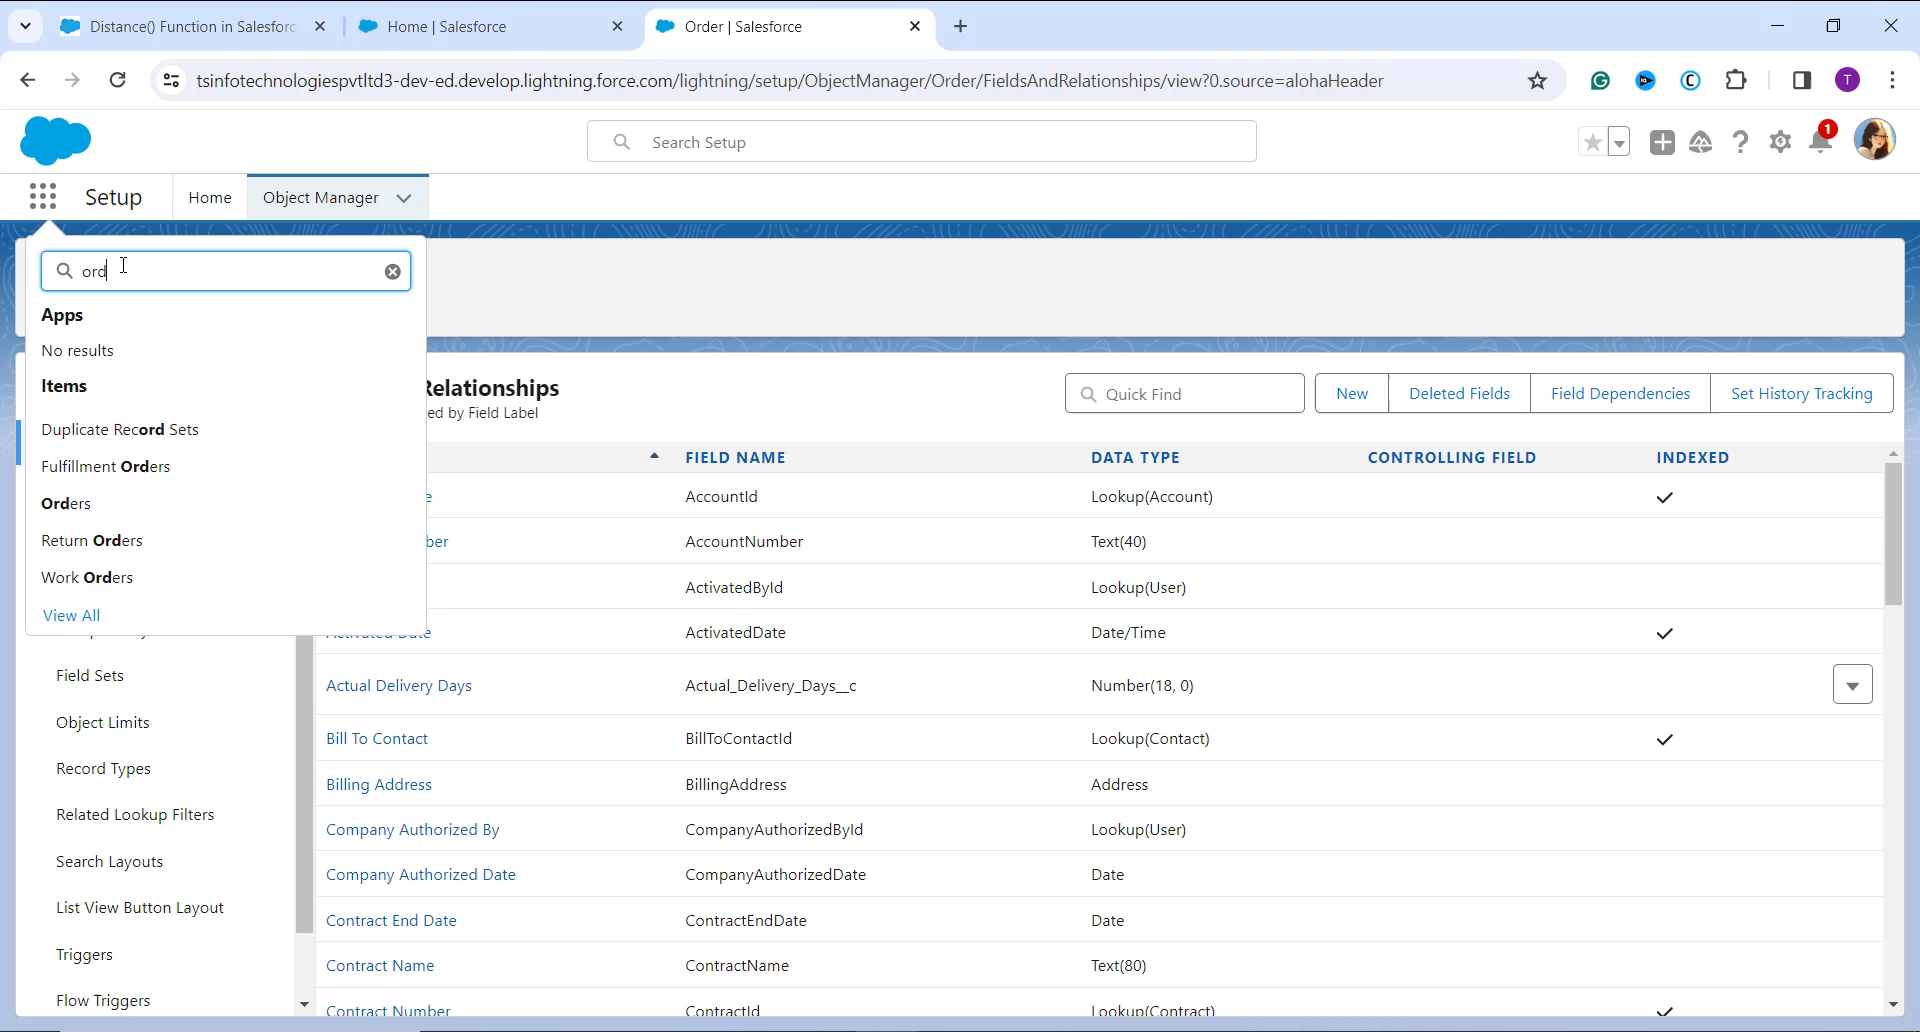 Distance() Function in Salesforc
Home | Salesforce
Order | Salesforce
tsinfotechnologiespvtltd3-dev-ed.develop.lightning.force.com/lightning/setup/ObjectManager/Order/FieldsAndRelationships/view?0.source=alohaHeader
T
Search Setup
1
Setup
Home
Object Manager
ord
Apps
No results
Items
Duplicate Record Sets
Fulfillment Orders
Orders
Return Orders
Work Orders
View All
Relationships
ed by Field Label
Quick Find
New
Deleted Fields
Field Dependencies
Set History Tracking
FIELD NAME
DATA TYPE
CONTROLLING FIELD
INDEXED
e
AccountId
Lookup(Account)
ber
AccountNumber
Text(40)
ActivatedById
Lookup(User)
ActivatedDate
Date/Time
Field Sets
Object Limits
Record Types
Related Lookup Filters
Search Layouts
List View Button Layout
Triggers
Flow Triggers
Actual Delivery Days
Actual_Delivery_Days__c
Number(18, 0)
Bill To Contact
BillToContactId
Lookup(Contact)
Billing Address
BillingAddress
Address
Company Authorized By
CompanyAuthorizedById
Lookup(User)
Company Authorized Date
CompanyAuthorizedDate
Date
Contract End Date
ContractEndDate
Date
Contract Name
ContractName
Text(80)
Contract Number
ContractId
Lookup(Contract)